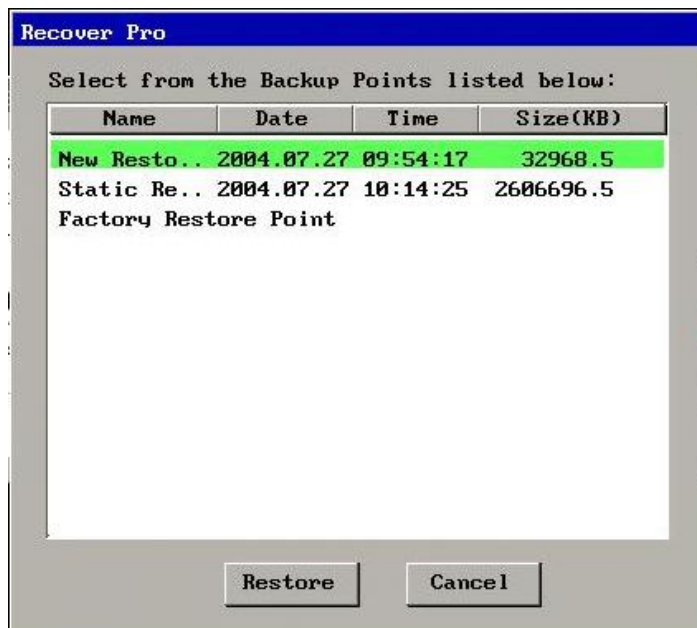 Recover Pro
Select from the Backup Points listed below:
Name Date Time Size(KB)
New Resto.. 2004.07.27 09:54:17 32968.5
Static Re.. 2004.07.27 10:14:25 2606696.5
Factory Restore Point
Restore Cancel